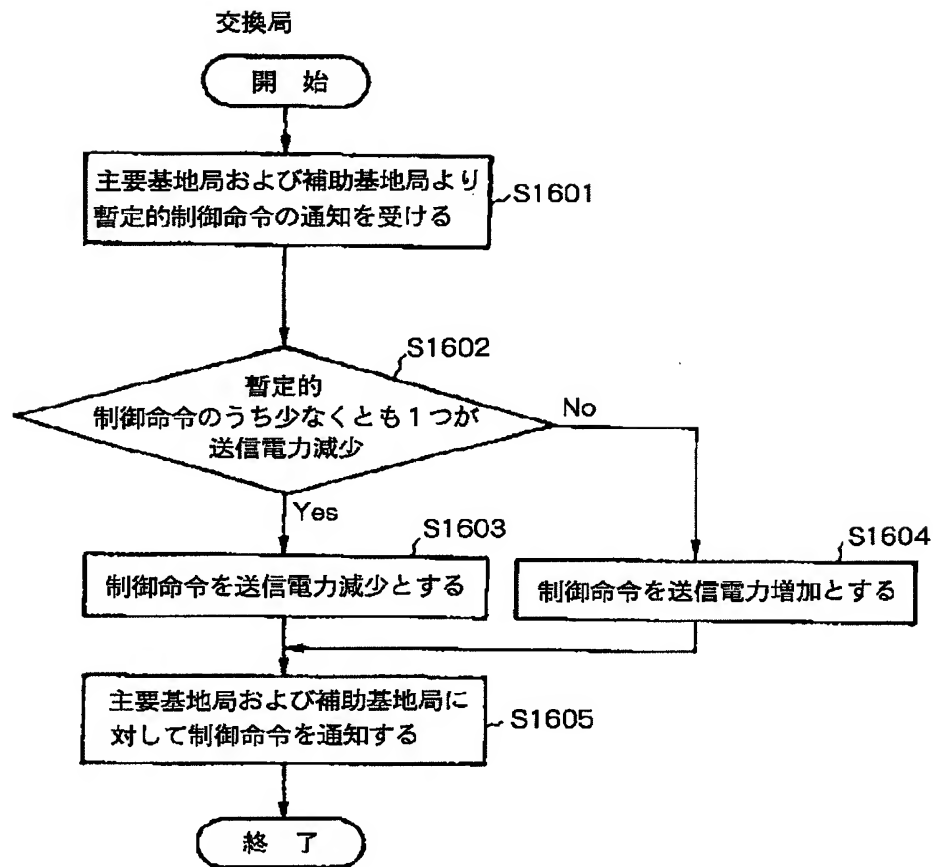 交換局
開 始
主要基地局および補助基地局より
暫定的制御命令の通知を受ける
S1601
S1602
暫定的
制御命令のうち少なくとも1つが
送信電力減少
No
Yes
S1603
制御命令を送信電力減少とする
S1604
制御命令を送信電力増加とする
主要基地局および補助基地局に
対して制御命令を通知する
S1605
終 了